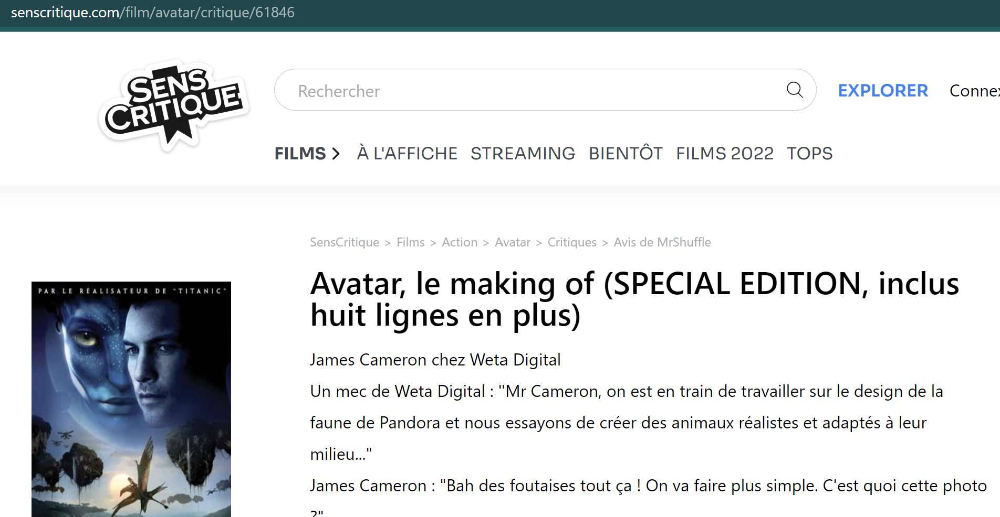 senscritique.com/film/avatar/critique/61846
SENS
CRITIQUE
Rechercher
EXPLORER
Connex
FILMS > À L'AFFICHE STREAMING BIENTÔT FILMS 2022 TOPS
SensCritique > Films > Action > Avatar > Critiques > Avis de MrShuffle
Avatar, le making of (SPECIAL EDITION, inclus
huit lignes en plus)
PAR LE RÉALISATEUR DE "TITANIC"
James Cameron chez Weta Digital
Un mec de Weta Digital : "Mr Cameron, on est en train de travailler sur le design de la
faune de Pandora et nous essayons de créer des animaux réalistes et adaptés à leur
milieu..."
James Cameron : "Bah des foutaises tout ça ! On va faire plus simple. C'est quoi cette photo
?"